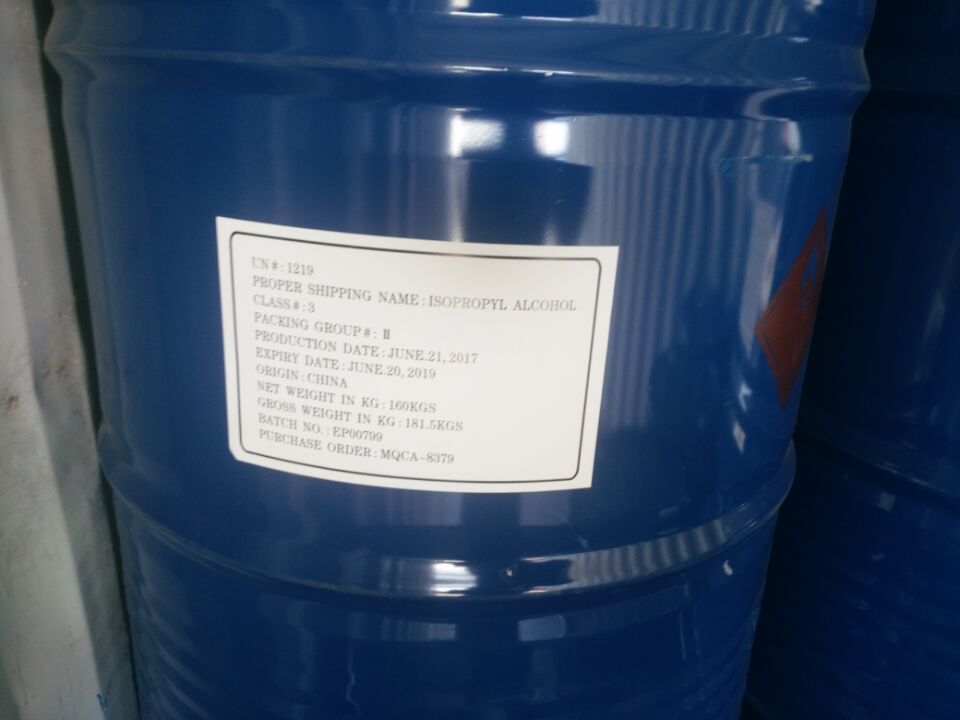 UN#: 1219
PROPER SHIPPING NAME: ISOPROPYL ALCOHOL
CLASS#: 3
PACKING GROUP#: Ⅱ
PRODUCTION DATE: JUNE.21, 2017
EXPIRY DATE: JUNE.20, 2019
ORIGIN: CHINA
NET WEIGHT IN KG: 160KGS
GROSS WEIGHT IN KG: 181.5KGS
BATCH NO.: EP00799
PURCHASE ORDER: MQCA-8379